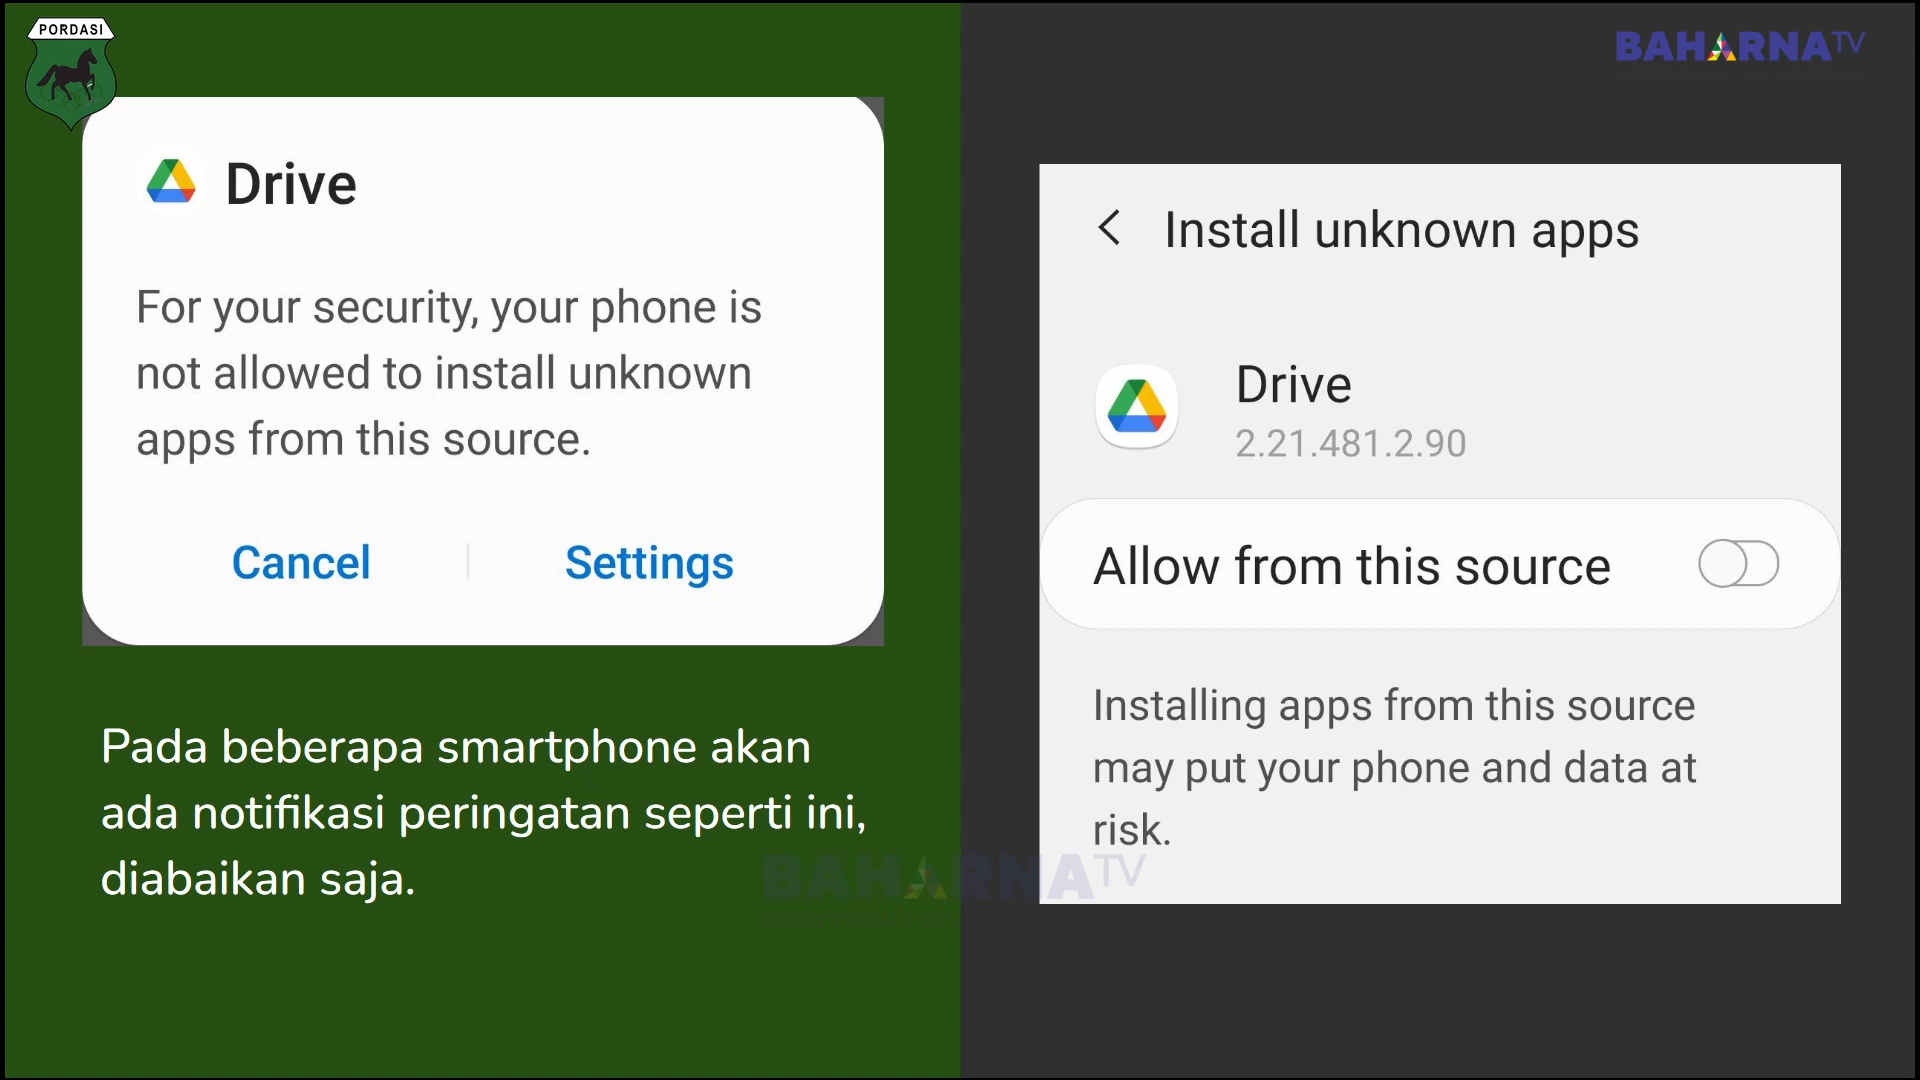 PORDASI
BAHARNATV
Drive
For your security, your phone is
not allowed to install unknown
apps from this source.
Cancel
Settings
Pada beberapa smartphone akan
ada notifikasi peringatan seperti ini,
diabaikan saja.
Install unknown apps
Drive
2.21.481.2.90
Allow from this source
Installing apps from this source
may put your phone and data at
risk.
BAHARNATV